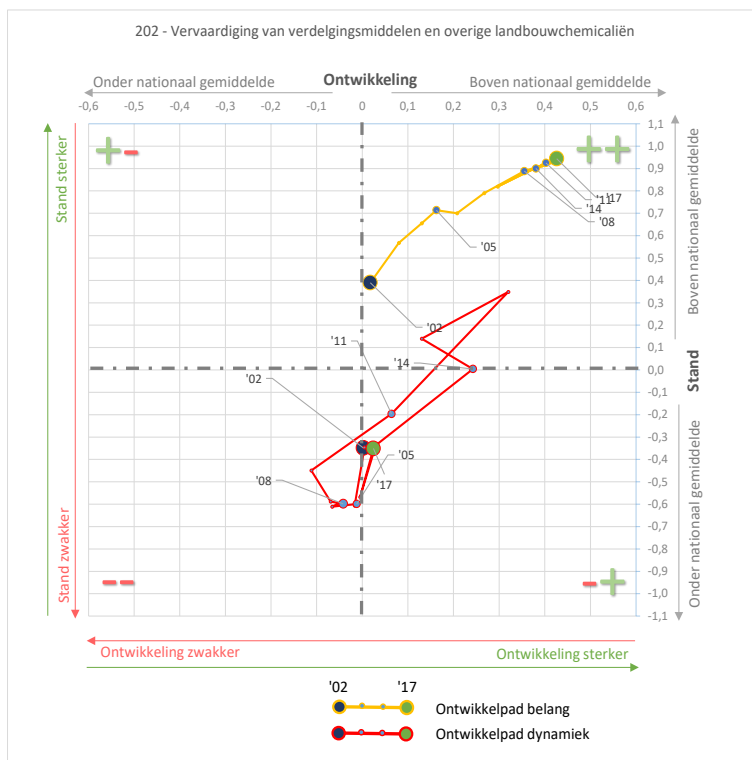 202 - Vervaardiging van verdelgingsmiddelen en overige landbouwchemicaliën
Onder nationaal gemiddelde
Ontwikkeling
Boven nationaal gemiddelde
-0,6 -0,5 -0,4 -0,3 -0,2 -0,1 0 0,1 0,2 0,3 0,4 0,5 0,6
1,1
1,0
0,9
0,8
0,7
0,6
0,5
0,4
0,3
0,2
0,1
0,0
-0,1
-0,2
-0,3
-0,4
-0,5
-0,6
-0,7
-0,8
-0,9
-1,0
-1,1
Stand sterker
Stand zwakker
Boven nationaal gemiddelde
Stand
Onder nationaal gemiddelde
+ -
+ +
- -
- +
'17
'11
'14
'08
'05
'02
'11
'14
'02
'05
'08
'17
Ontwikkeling zwakker
Ontwikkeling sterker
'02 '17
Ontwikkelpad belang
Ontwikkelpad dynamiek